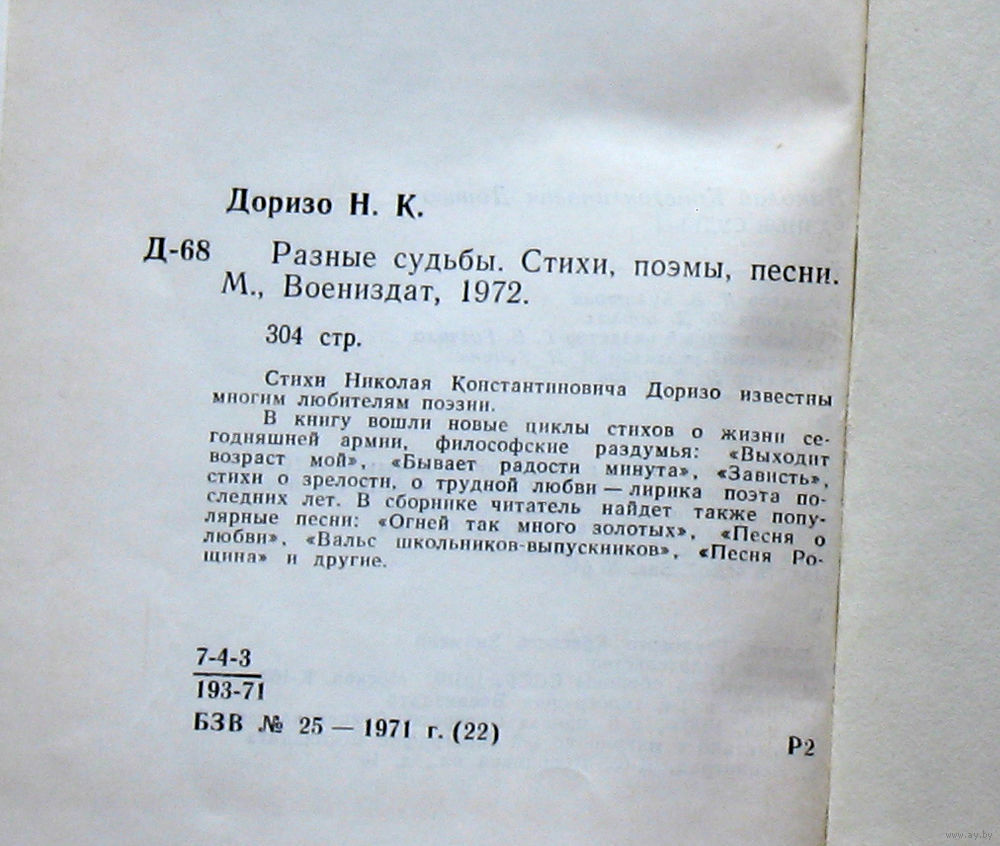 Доризо Н. К.
Д-68 Разные судьбы. Стихи, поэмы, песни.
М., Воениздат, 1972.
304 стр.
Стихи Николая Константиновича Доризо известны
многим любителям поэзии.
В книгу вошли новые циклы стихов о жизни се-
годняшней армии, философские раздумья: «Выходит
возраст мой», «Бывает радости минута», «Зависть»,
стихи о зрелости, о трудной любви — лирика поэта по-
следних лет. В сборнике читатель найдет также попу-
лярные песни: «Огней так много золотых», «Песня о
любви», «Вальс школьников-выпускников», «Песня Ро-
щина» и другие.
7-4-3
193-71
БЗВ № 25 — 1971 г. (22)
Р2
www.ay.by